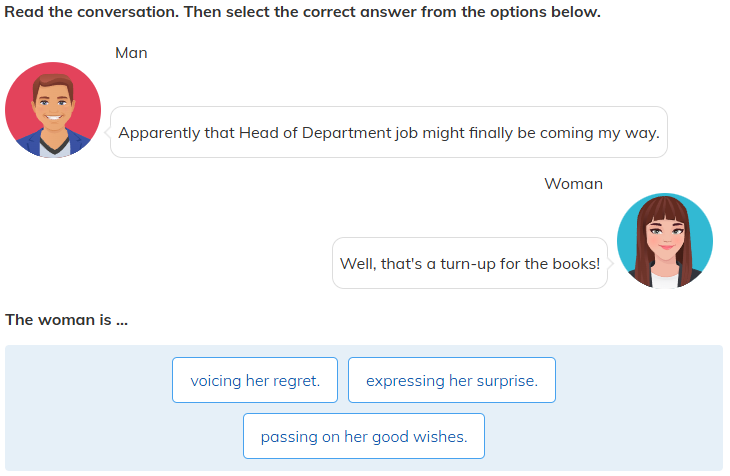 Read the conversation. Then select the correct answer from the options below.
Man
Apparently that Head of Department job might finally be coming my way.
Woman
Well, that's a turn-up for the books!
The woman is ...
voicing her regret.
expressing her surprise.
passing on her good wishes.